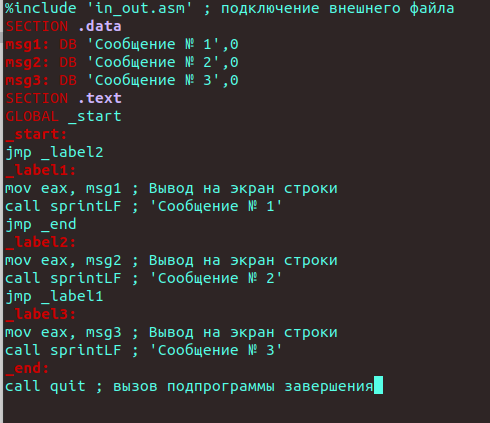 %include 'in_out.asm' ; подключение внешнего файла
SECTION .data
msg1: DB 'Сообщение № 1',0
msg2: DB 'Сообщение № 2',0
msg3: DB 'Сообщение № 3',0
SECTION .text
GLOBAL _start
_start:
jmp _label2
_label1:
mov eax, msg1 ; Вывод на экран строки
call sprintLF ; 'Сообщение № 1'
jmp _end
_label2:
mov eax, msg2 ; Вывод на экран строки
call sprintLF ; 'Сообщение № 2'
jmp _label1
_label3:
mov eax, msg3 ; Вывод на экран строки
call sprintLF ; 'Сообщение № 3'
_end:
call quit ; вызов подпрограммы завершения